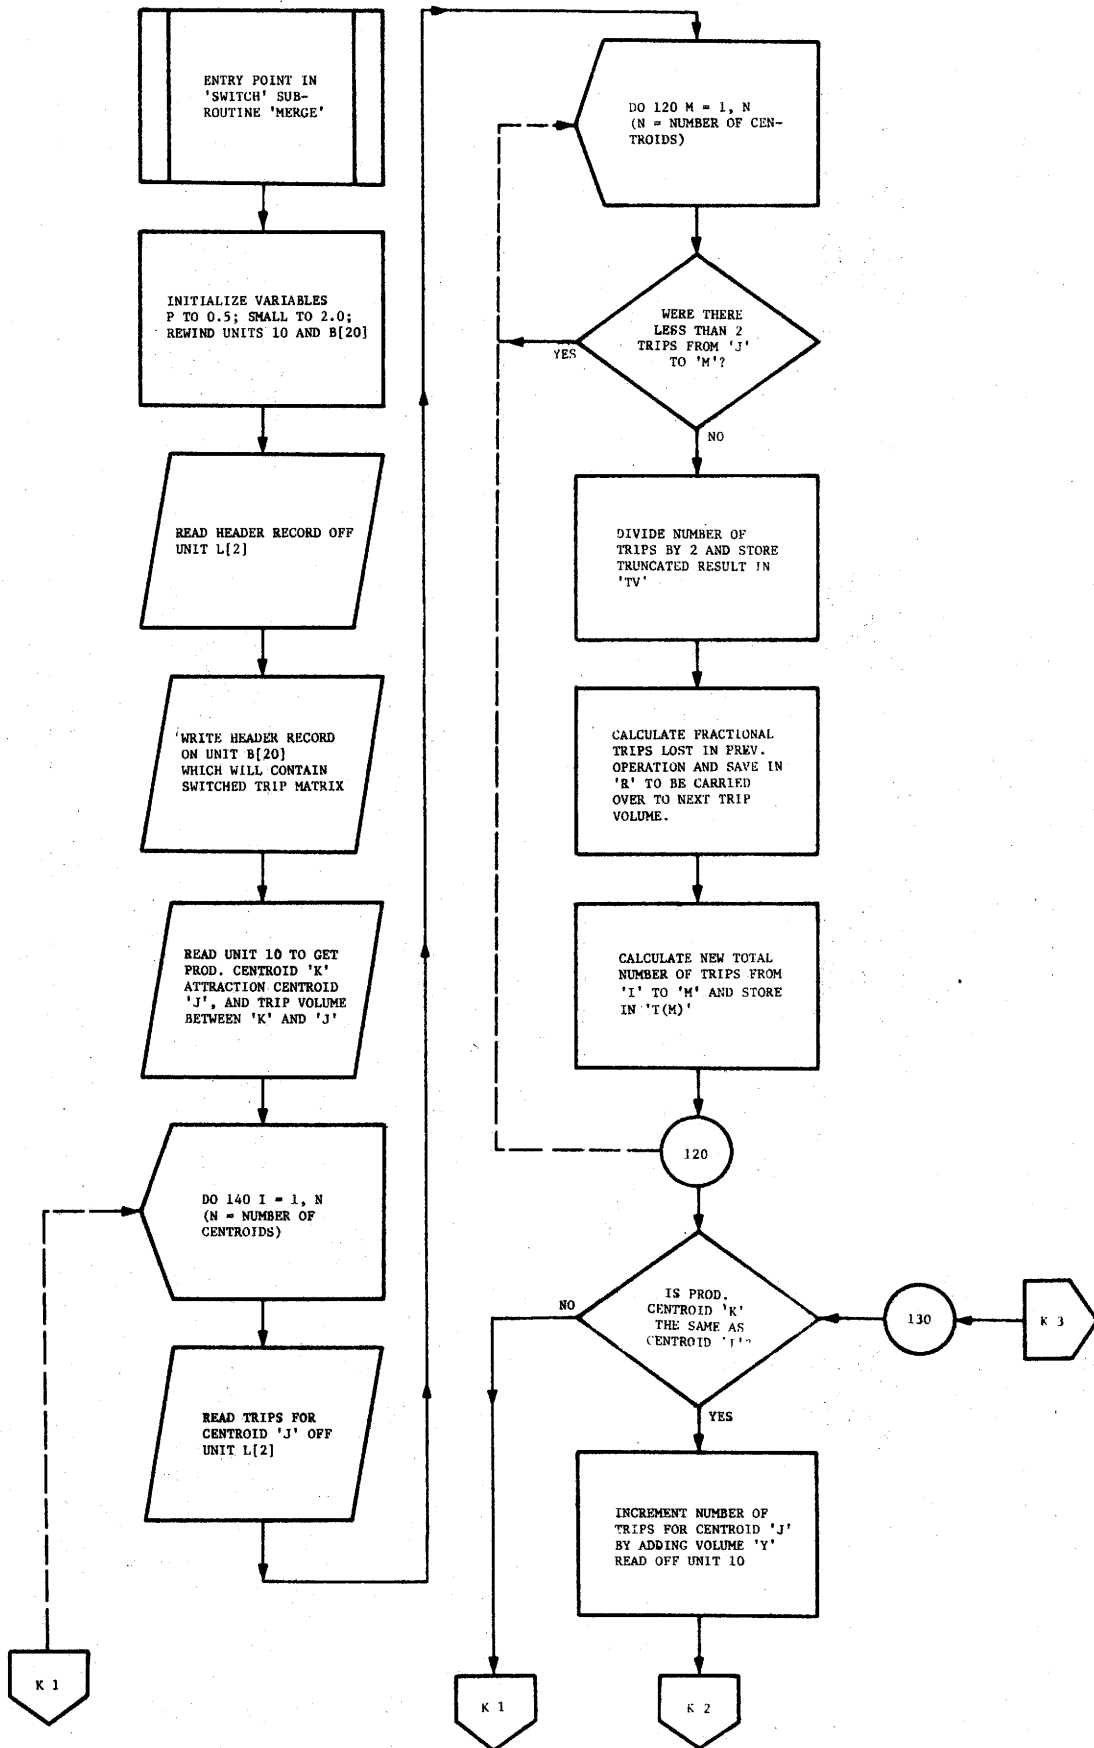 ENTRY POINT IN
'SWITCH' SUB-
ROUTINE 'MERGE'
INITIALIZE VARIABLES
P TO 0.5; SMALL TO 2.0;
REWIND UNITS 10 AND B[20]
READ HEADER RECORD OFF
UNIT L[2]
WRITE HEADER RECORD
ON UNIT B[20]
WHICH WILL CONTAIN
SWITCHED TRIP MATRIX
READ UNIT 10 TO GET
PROD. CENTROID 'K'
ATTRACTION CENTROID
'J', AND TRIP VOLUME
BETWEEN 'K' AND 'J'
DO 140 I = 1, N
(N = NUMBER OF
CENTROIDS)
READ TRIPS FOR
CENTROID 'J' OFF
UNIT L[2]
K 1
DO 120 M = 1, N
(N = NUMBER OF CEN-
TROIDS)
WERE THERE
LESS THAN 2
TRIPS FROM 'J'
TO 'M'?
YES
NO
DIVIDE NUMBER OF
TRIPS BY 2 AND STORE
TRUNCATED RESULT IN
'TV'
CALCULATE FRACTIONAL
TRIPS LOST IN PREV.
OPERATION AND SAVE IN
'R' TO BE CARRIED
OVER TO NEXT TRIP
VOLUME.
CALCULATE NEW TOTAL
NUMBER OF TRIPS FROM
'I' TO 'M' AND STORE
IN 'T(M)'
120
IS PROD.
CENTROID 'K'
THE SAME AS
CENTROID 'I'?
NO
130
K 3
YES
INCREMENT NUMBER OF
TRIPS FOR CENTROID 'J'
BY ADDING VOLUME 'Y'
READ OFF UNIT 10
K 1
K 2